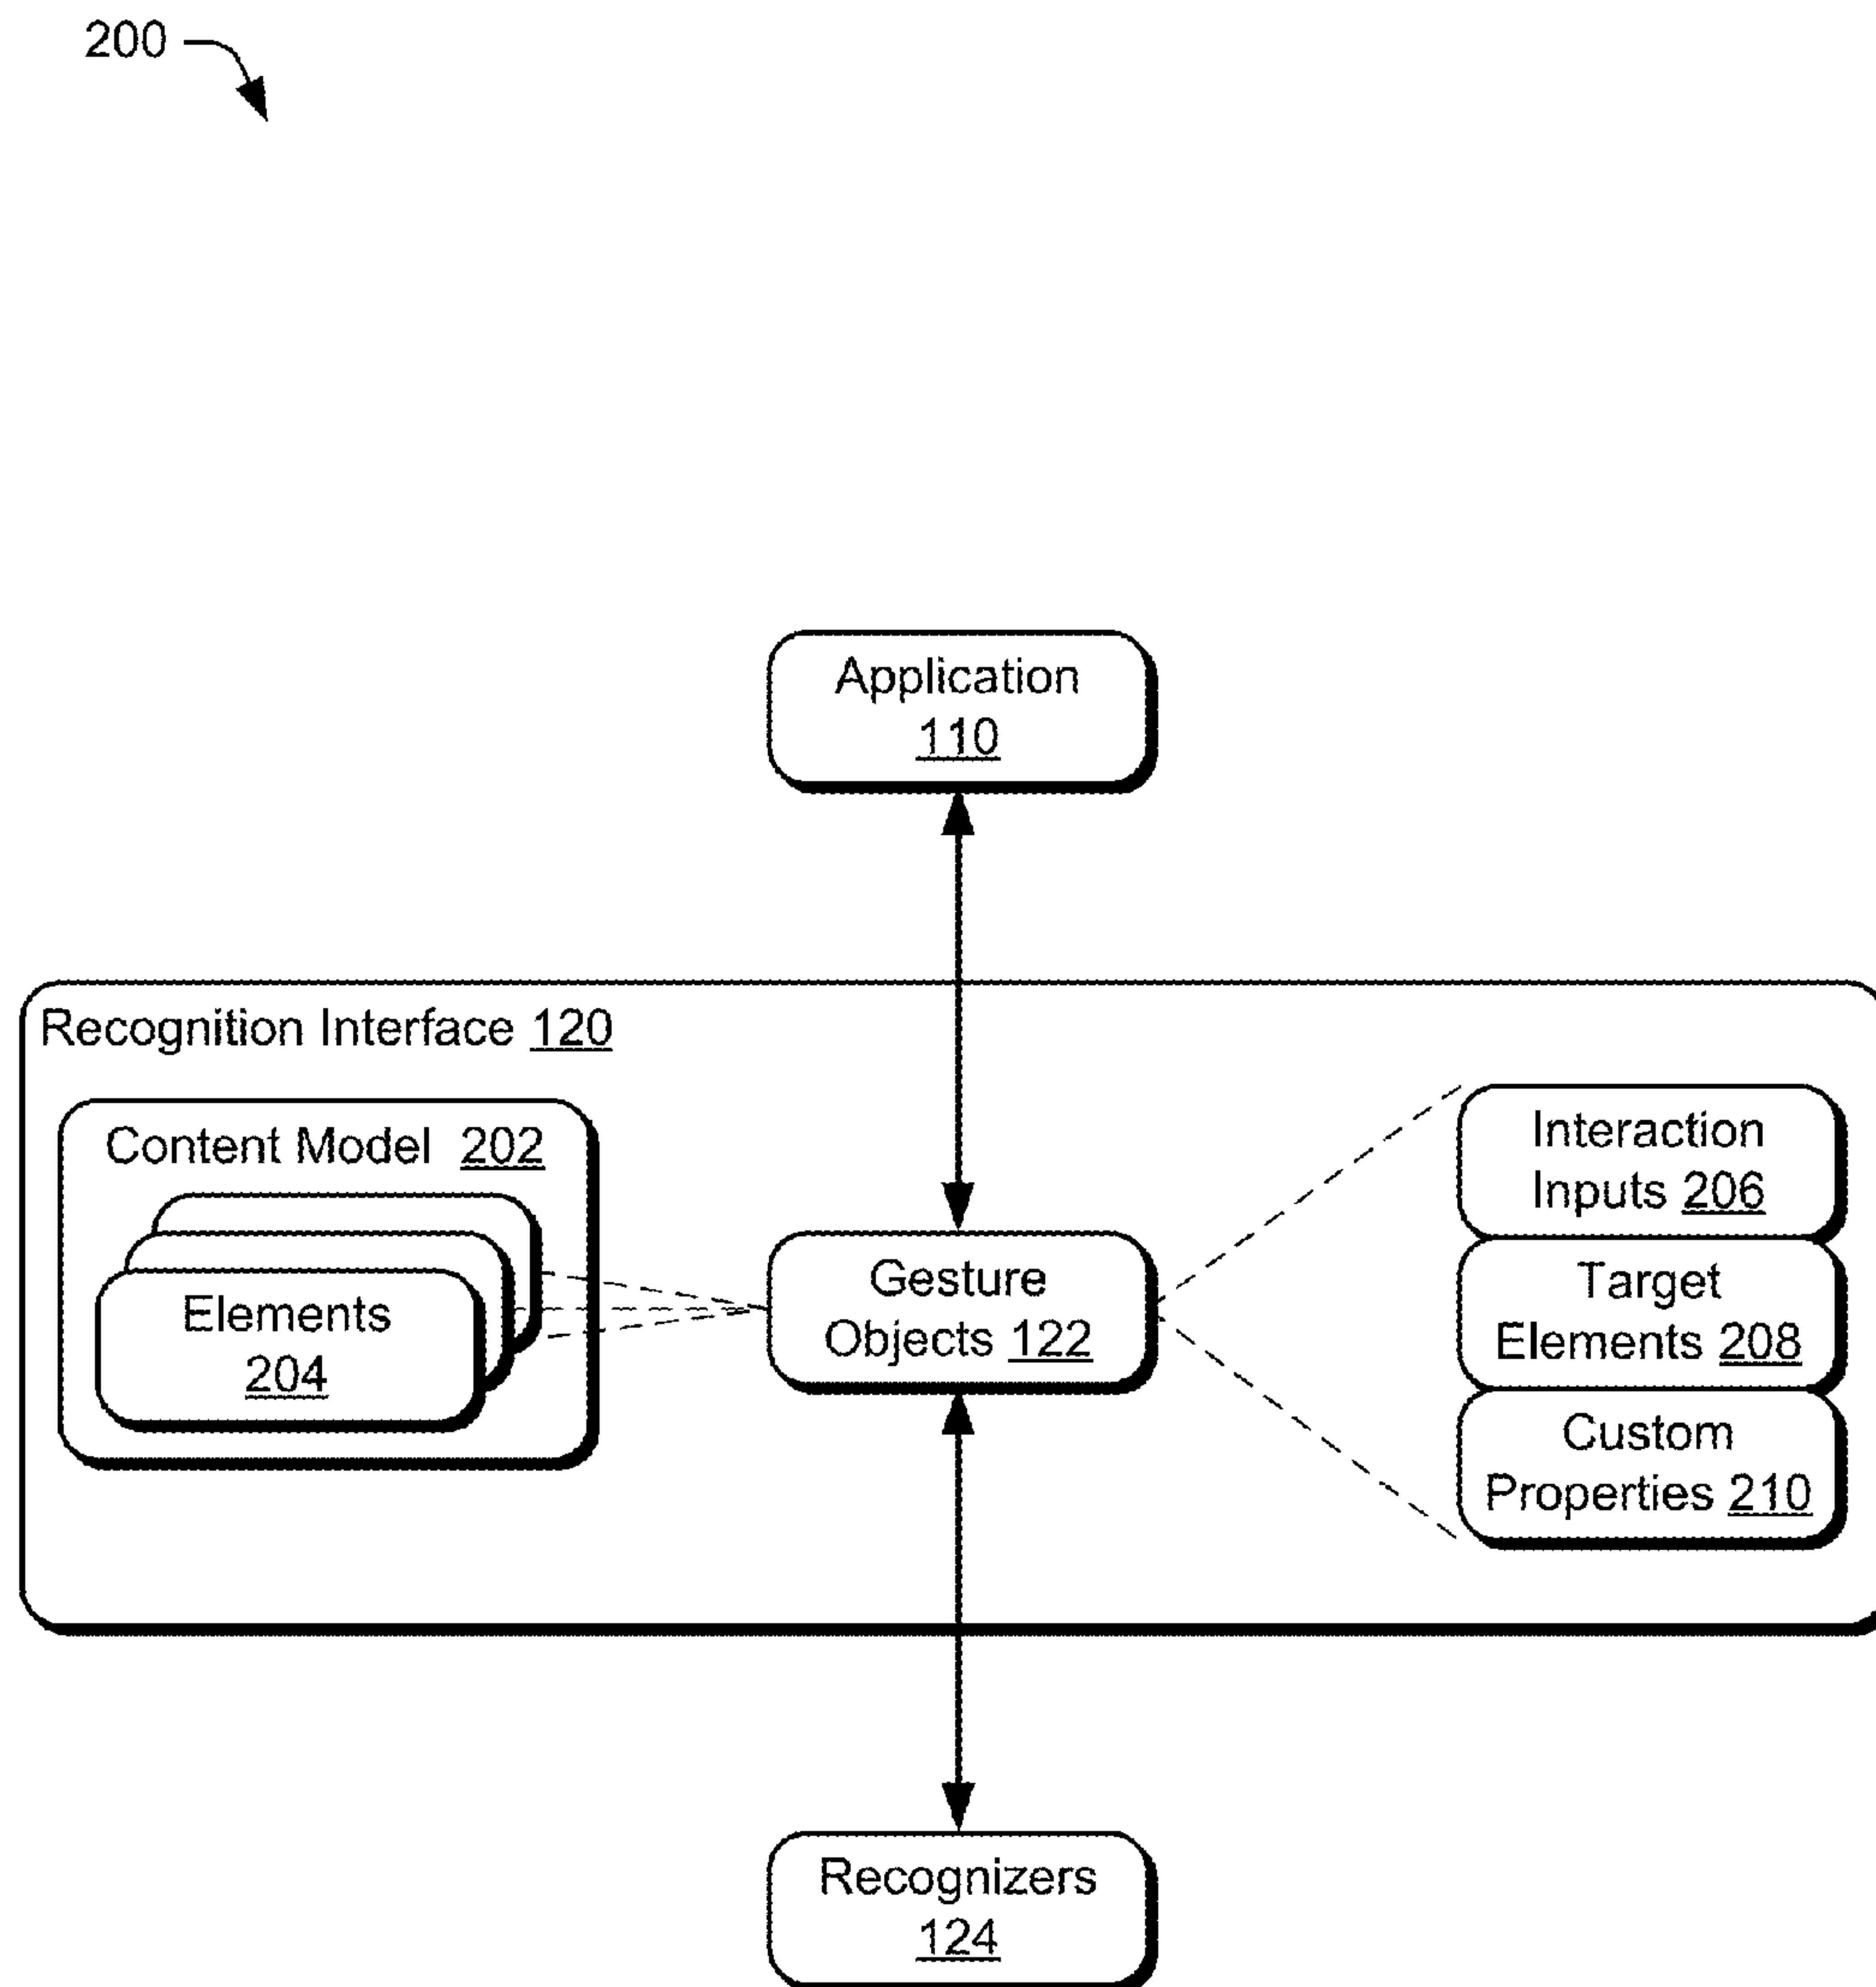 200
Application
110
Recognition Interface 120
Content Model 202
Elements
204
Gesture
Objects 122
Interaction
Inputs 206
Target
Elements 208
Custom
Properties 210
Recognizers
124